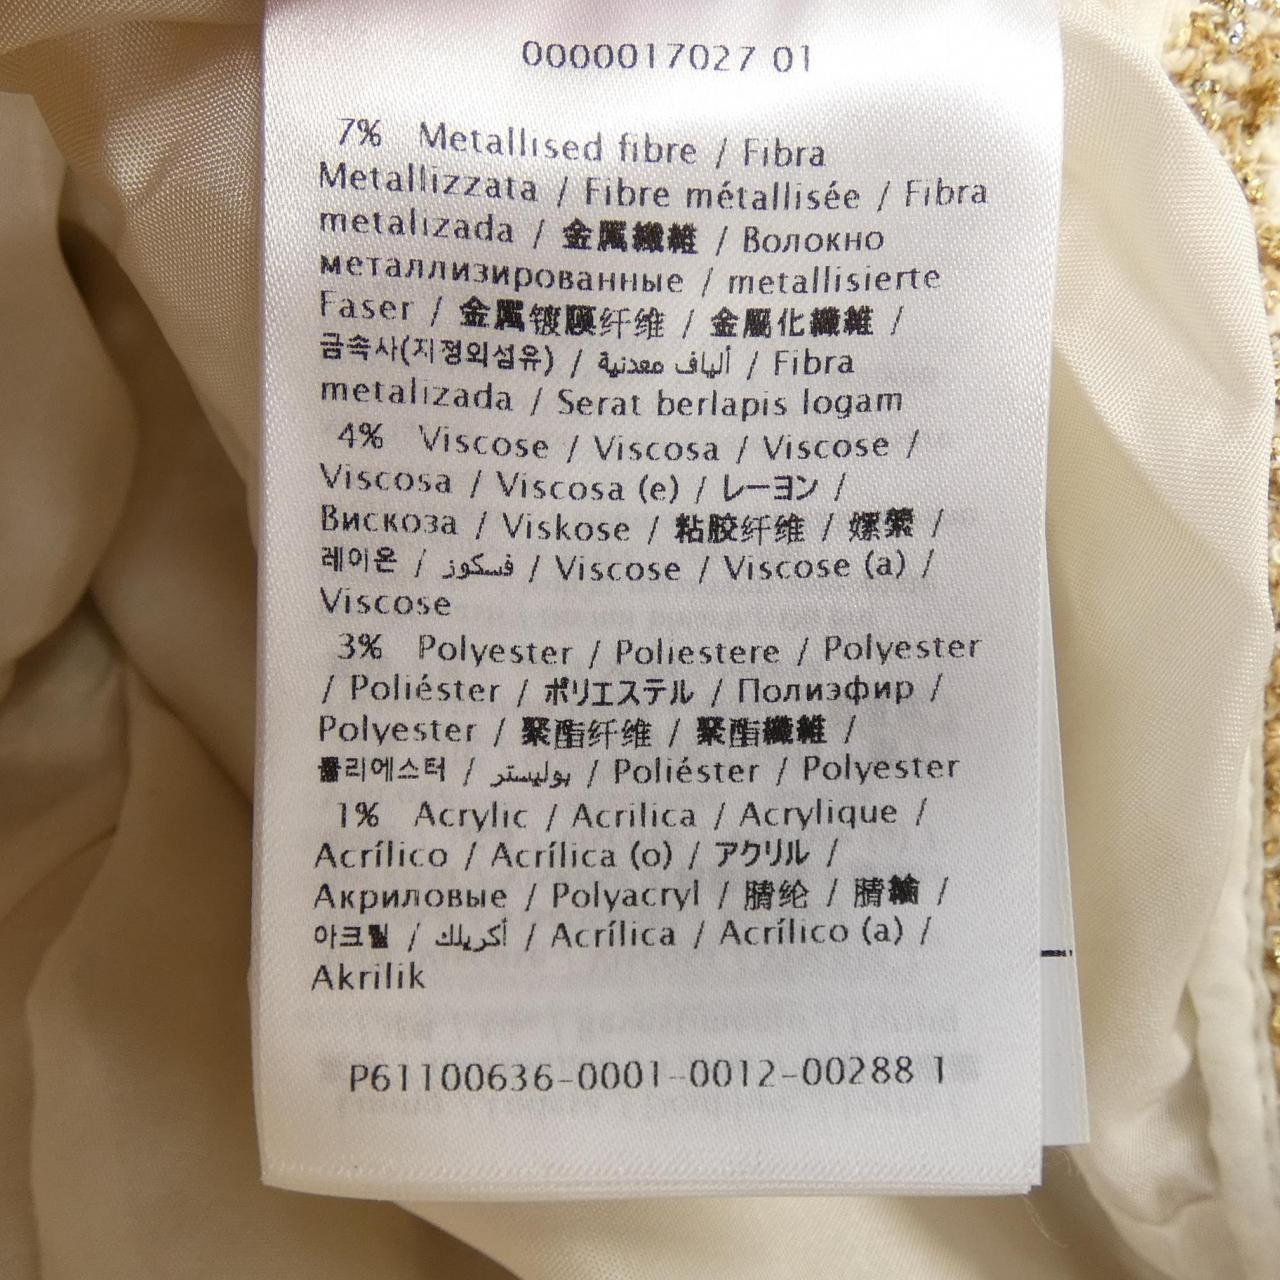 0000017027 01
7% Metallised fibre / Fibra
Metallizzata / Fibre métallisée / Fibra
metalizada / 金属繊維 / Волокно
металлизированные / metallisierte
Faser / 金属镀膜纤维 / 金屬化纖維 /
금속사(지정외섬유) / ألياف معدنية / Fibra
metalizada / Serat berlapis logam
4% Viscose / Viscosa / Viscose /
Viscosa / Viscosa (e) / レーヨン /
Вискоза / Viskose / 粘胶纤维 / 嫘縈 /
레이온 / فسكوز / Viscose / Viscose (a) /
Viscose
3% Polyester / Poliestere / Polyester
/ Poliéster / ポリエステル / Полиэфир /
Polyester / 聚酯纤维 / 聚酯纖維 /
폴리에스터 / بوليستر / Poliéster / Polyester
1% Acrylic / Acrilica / Acrylique /
Acrílico / Acrílica (o) / アクリル /
Акриловые / Polyacryl / 腈纶 / 腈綸 /
아크릴 / أكريلك / Acrílica / Acrílico (a) /
Akrilik
P61100636-0001-0012-00288 1